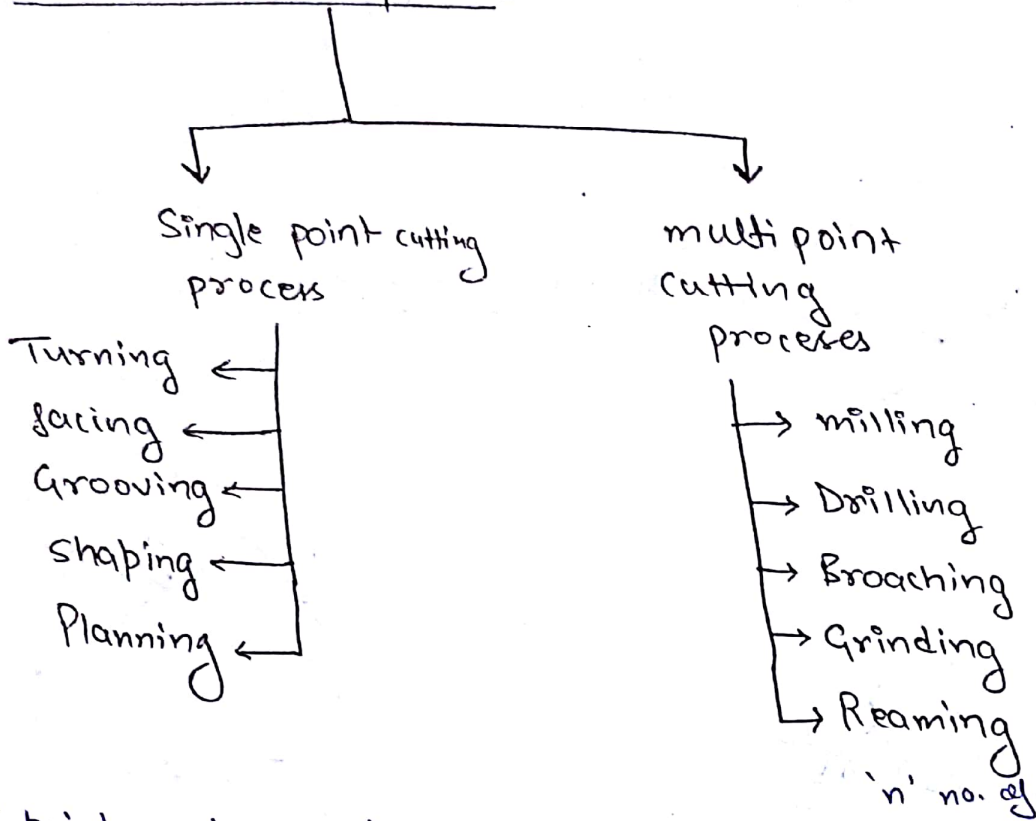 Single point cutting
process
Turning
facing
Grooving
shaping
Planning
multi point
cutting
proceses
milling
Drilling
Broaching
Grinding
Reaming
'n' no. of